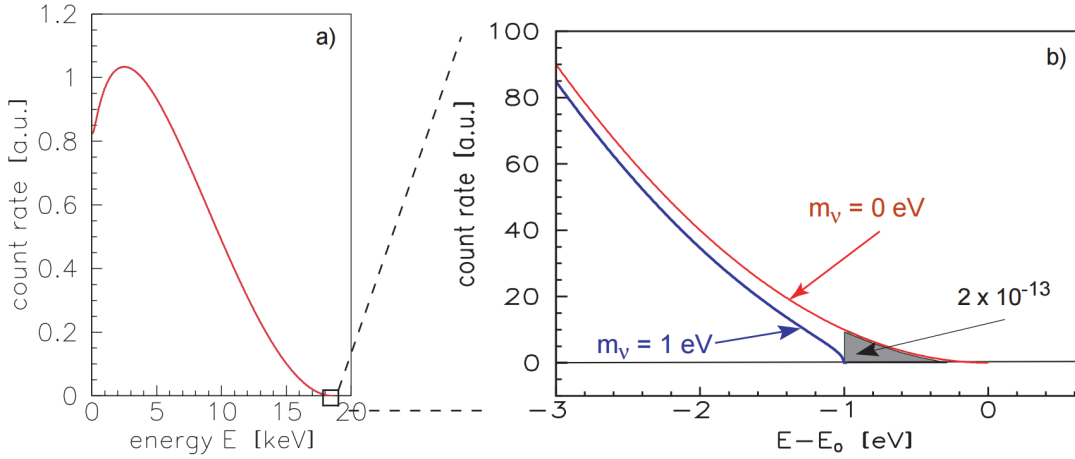 a)
count rate [a.u.]
1.2
1
0.8
0.6
0.4
0.2
0
0 5 10 15 20
energy E [keV]
b)
count rate [a.u.]
100
80
60
40
20
0
mν = 0 eV
2 x 10⁻¹³
mν = 1 eV
−3 −2 −1 0
E−E₀ [eV]